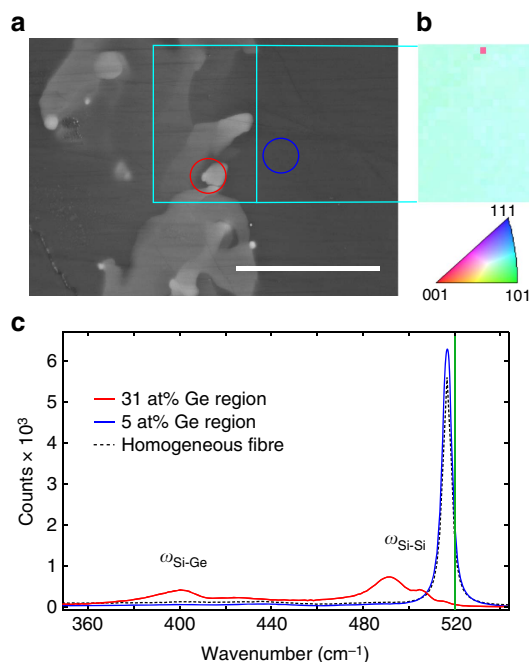 a
b
111
001
101
c
6
5
4
3
2
1
0
Counts × 10³
31 at% Ge region
5 at% Ge region
Homogeneous fibre
ωSi-Ge
ωSi-Si
360
400
440
480
520
Wavenumber (cm⁻¹)